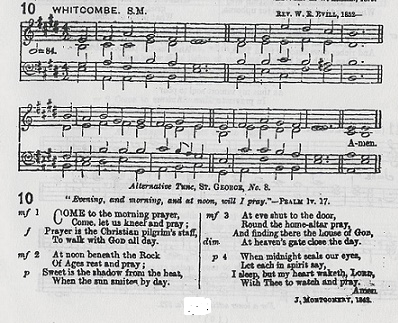 10 WHITCOMBE. S.M.
REV. W. E. EVILL, 1852—
= 84.
A-men.
Alternative Tune, ST. GEORGE, No. 8.
10
"Evening, and morning, and at noon, will I pray."—PSALM lv. 17.
mf 1 COME to the morning prayer,
Come, let us kneel and pray;
f Prayer is the Christian pilgrim's staff,
To walk with God all day.
mf 2 At noon beneath the Rock
Of Ages rest and pray;
p Sweet is the shadow from the heat,
When the sun smites by day.
mf 3 At eve shut to the door,
Round the home-altar pray,
And finding there the House of GOD,
dim At heaven's gate close the day.
p 4 When midnight seals our eyes,
Let each in spirit say,
I sleep, but my heart waketh, LORD,
With Thee to watch and pray.
Amen
J. MONTGOMERY, 1842.